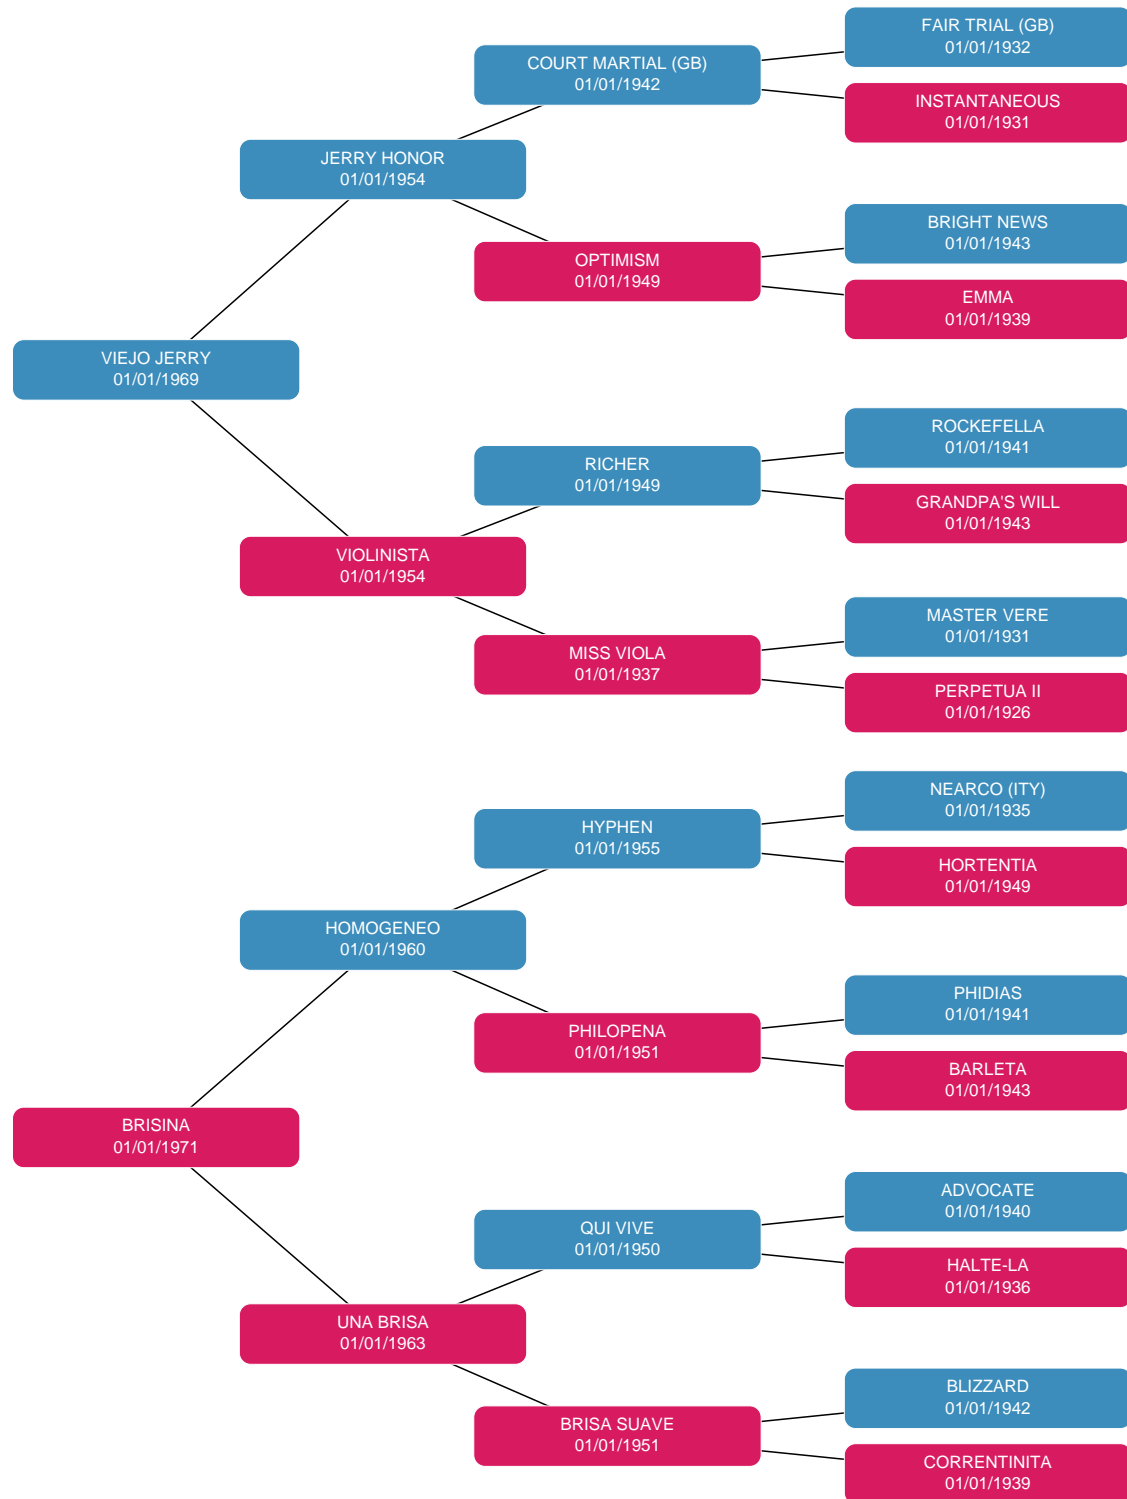 FAIR TRIAL (GB)
01/01/1932
COURT MARTIAL (GB)
01/01/1942
INSTANTANEOUS
01/01/1931
JERRY HONOR
01/01/1954
BRIGHT NEWS
01/01/1943
OPTIMISM
01/01/1949
EMMA
01/01/1939
VIEJO JERRY
01/01/1969
ROCKEFELLA
01/01/1941
RICHER
01/01/1949
GRANDPA'S WILL
01/01/1943
VIOLINISTA
01/01/1954
MASTER VERE
01/01/1931
MISS VIOLA
01/01/1937
PERPETUA II
01/01/1926
NEARCO (ITY)
01/01/1935
HYPHEN
01/01/1955
HORTENTIA
01/01/1949
HOMOGENEO
01/01/1960
PHIDIAS
01/01/1941
PHILOPENA
01/01/1951
BARLETA
01/01/1943
BRISINA
01/01/1971
ADVOCATE
01/01/1940
QUI VIVE
01/01/1950
HALTE-LA
01/01/1936
UNA BRISA
01/01/1963
BLIZZARD
01/01/1942
BRISA SUAVE
01/01/1951
CORRENTINITA
01/01/1939